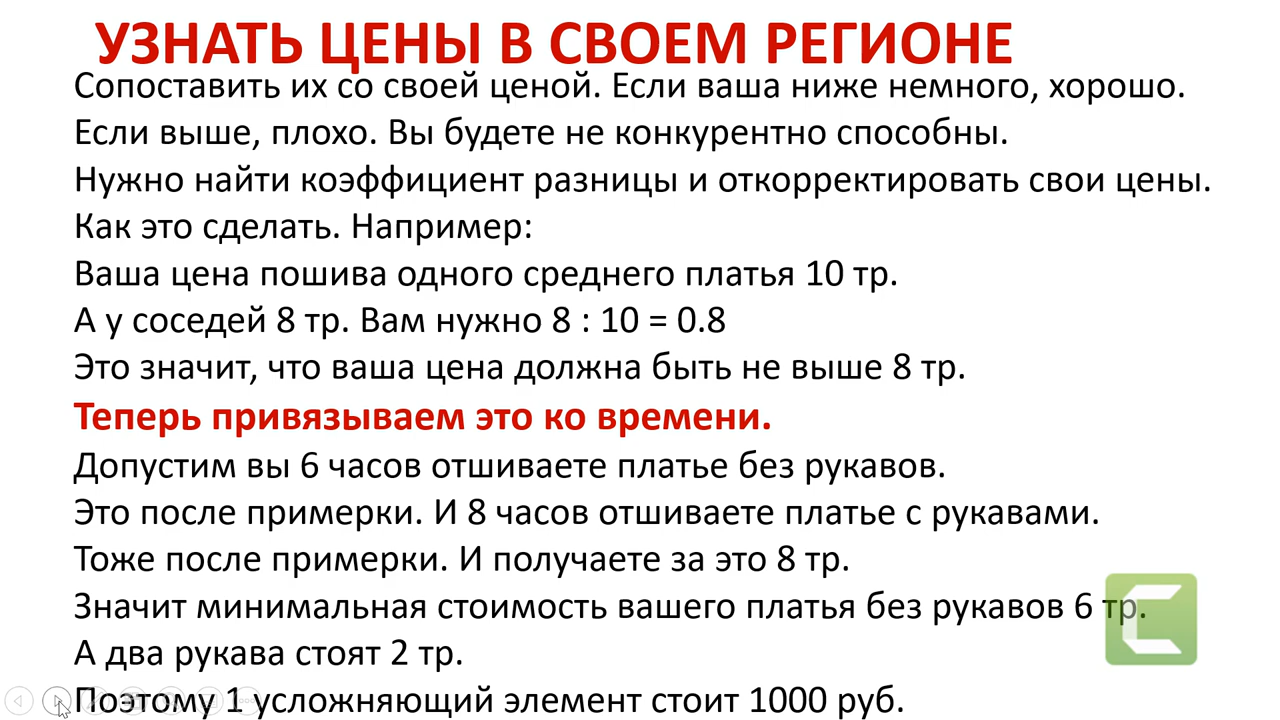 УЗНАТЬ ЦЕНЫ В СВОЕМ РЕГИОНЕ
Сопоставить их со своей ценой. Если ваша ниже немного, хорошо.
Если выше, плохо. Вы будете не конкурентно способны.
Нужно найти коэффициент разницы и откорректировать свои цены.
Как это сделать. Например:
Ваша цена пошива одного среднего платья 10 тр.
А у соседей 8 тр. Вам нужно 8 : 10 = 0.8
Это значит, что ваша цена должна быть не выше 8 тр.
Теперь привязываем это ко времени.
Допустим вы 6 часов отшиваете платье без рукавов.
Это после примерки. И 8 часов отшиваете платье с рукавами.
Тоже после примерки. И получаете за это 8 тр.
Значит минимальная стоимость вашего платья без рукавов 6 тр.
А два рукава стоят 2 тр.
Поэтому 1 усложняющий элемент стоит 1000 руб.